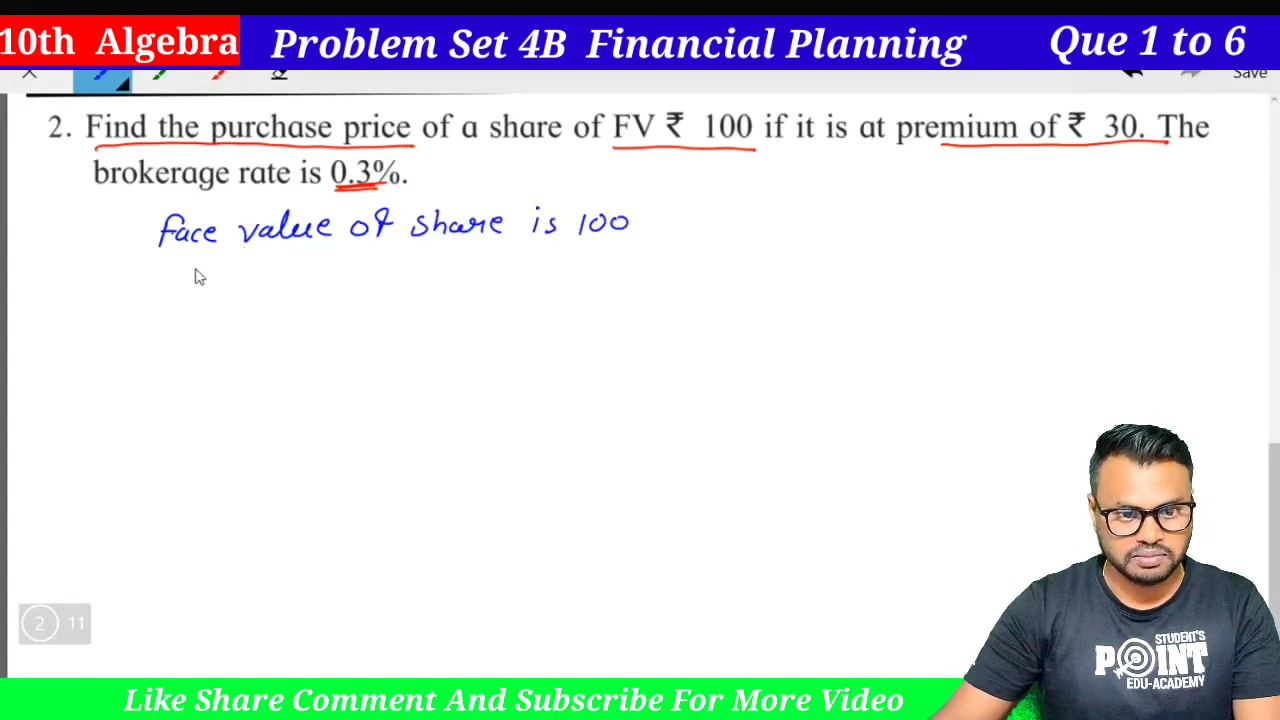 10th Algebra Problem Set 4B Financial Planning Que 1 to 6
Save
2. Find the purchase price of a share of FV ₹ 100 if it is at premium of ₹ 30. The
brokerage rate is 0.3%.
face value of share is 100
2 11
STUDENT'S
POINT
EDU-ACADEMY
Like Share Comment And Subscribe For More Video